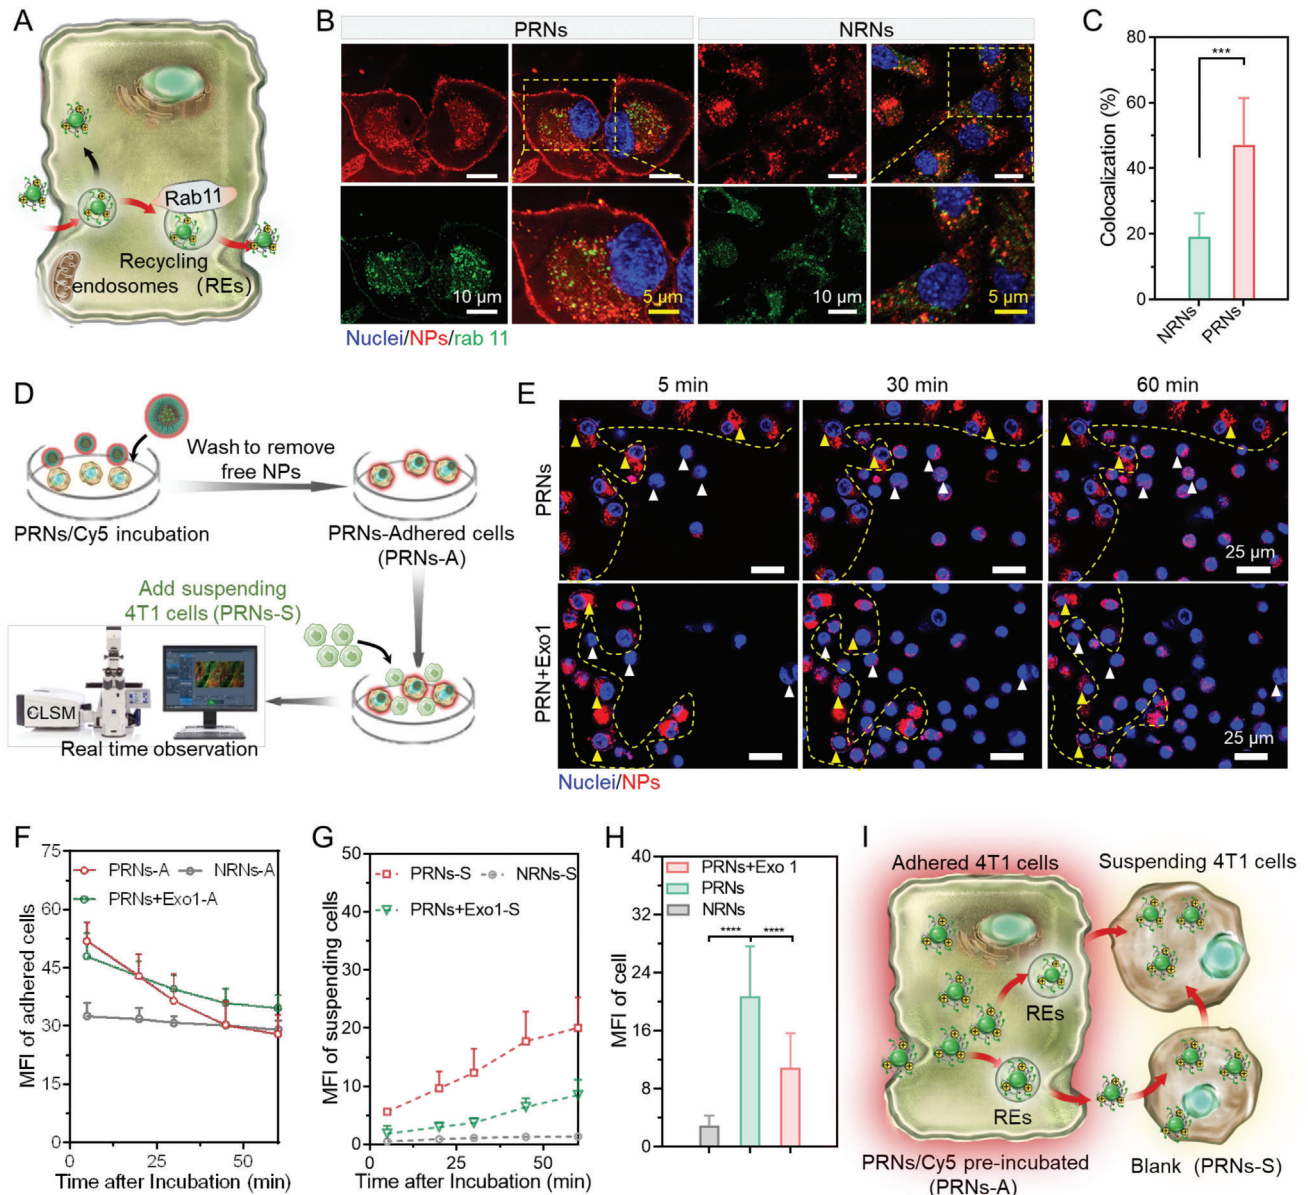 A
Rab11
Recycling
endosomes (REs)
B
PRNs
NRNs
10 μm
5 μm
10 μm
5 μm
Nuclei/NPs/rab 11
C
Colocalization (%)
80
60
40
20
0
***
NRNs
PRNs
D
Wash to remove
free NPs
PRNs/Cy5 incubation
PRNs-Adhered cells
(PRNs-A)
Add suspending
4T1 cells (PRNs-S)
CLSM
Real time observation
E
5 min
30 min
60 min
PRNs
25 μm
PRN+Exo1
25 μm
Nuclei/NPs
F
MFI of adhered cells
75
60
45
30
15
0
PRNs-A
NRNs-A
PRNs+Exo1-A
0
25
50
Time after Incubation (min)
G
MFI of suspending cells
50
40
30
20
10
0
PRNs-S
NRNs-S
PRNs+Exo1-S
0
25
50
Time after Incubation (min)
H
MFI of cell
40
32
24
16
8
0
PRNs+Exo 1
PRNs
NRNs
****
****
I
Adhered 4T1 cells
Suspending 4T1 cells
REs
REs
PRNs/Cy5 pre-incubated
(PRNs-A)
Blank (PRNs-S)